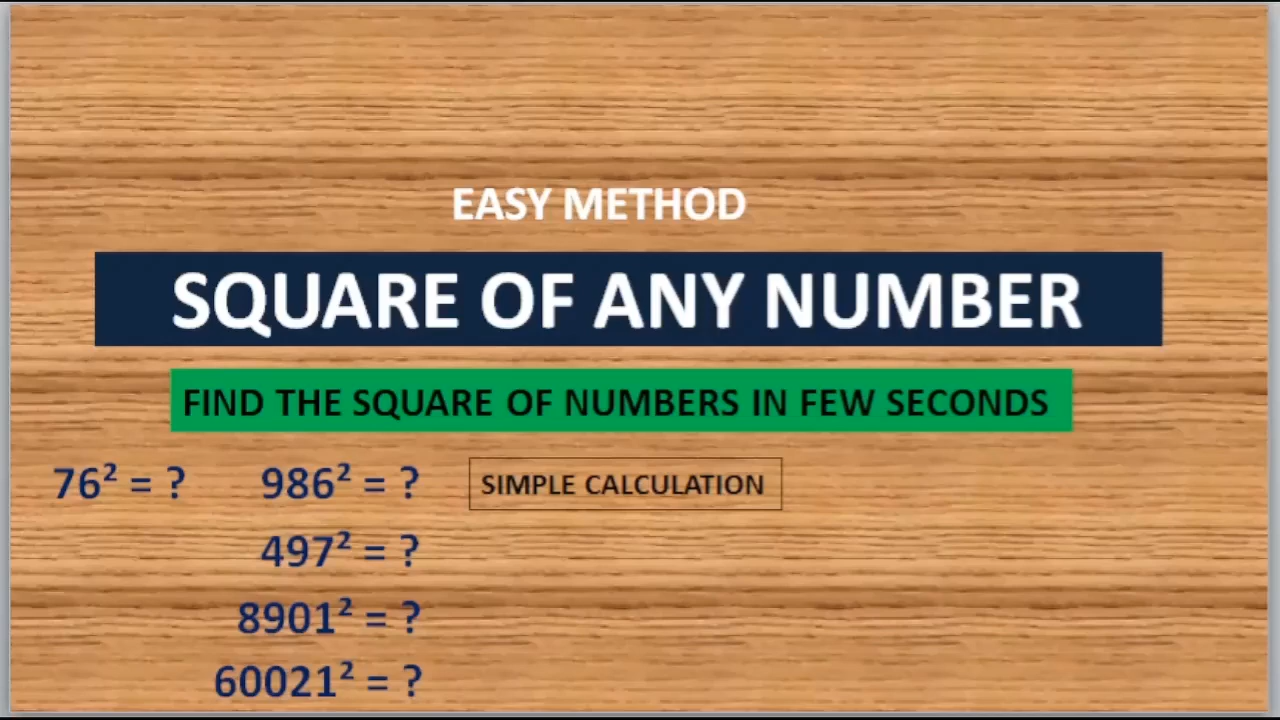 EASY METHOD
SQUARE OF ANY NUMBER
FIND THE SQUARE OF NUMBERS IN FEW SECONDS
76² = ? 986² = ? SIMPLE CALCULATION
497² = ?
8901² = ?
60021² = ?